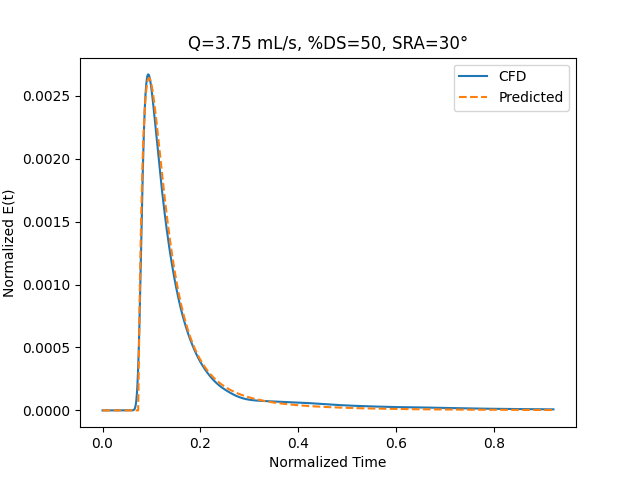 Q=3.75 mL/s, %DS=50, SRA=30°
CFD
Predicted
Normalized E(t)
0.0025
0.0020
0.0015
0.0010
0.0005
0.0000
0.0 0.2 0.4 0.6 0.8
Normalized Time